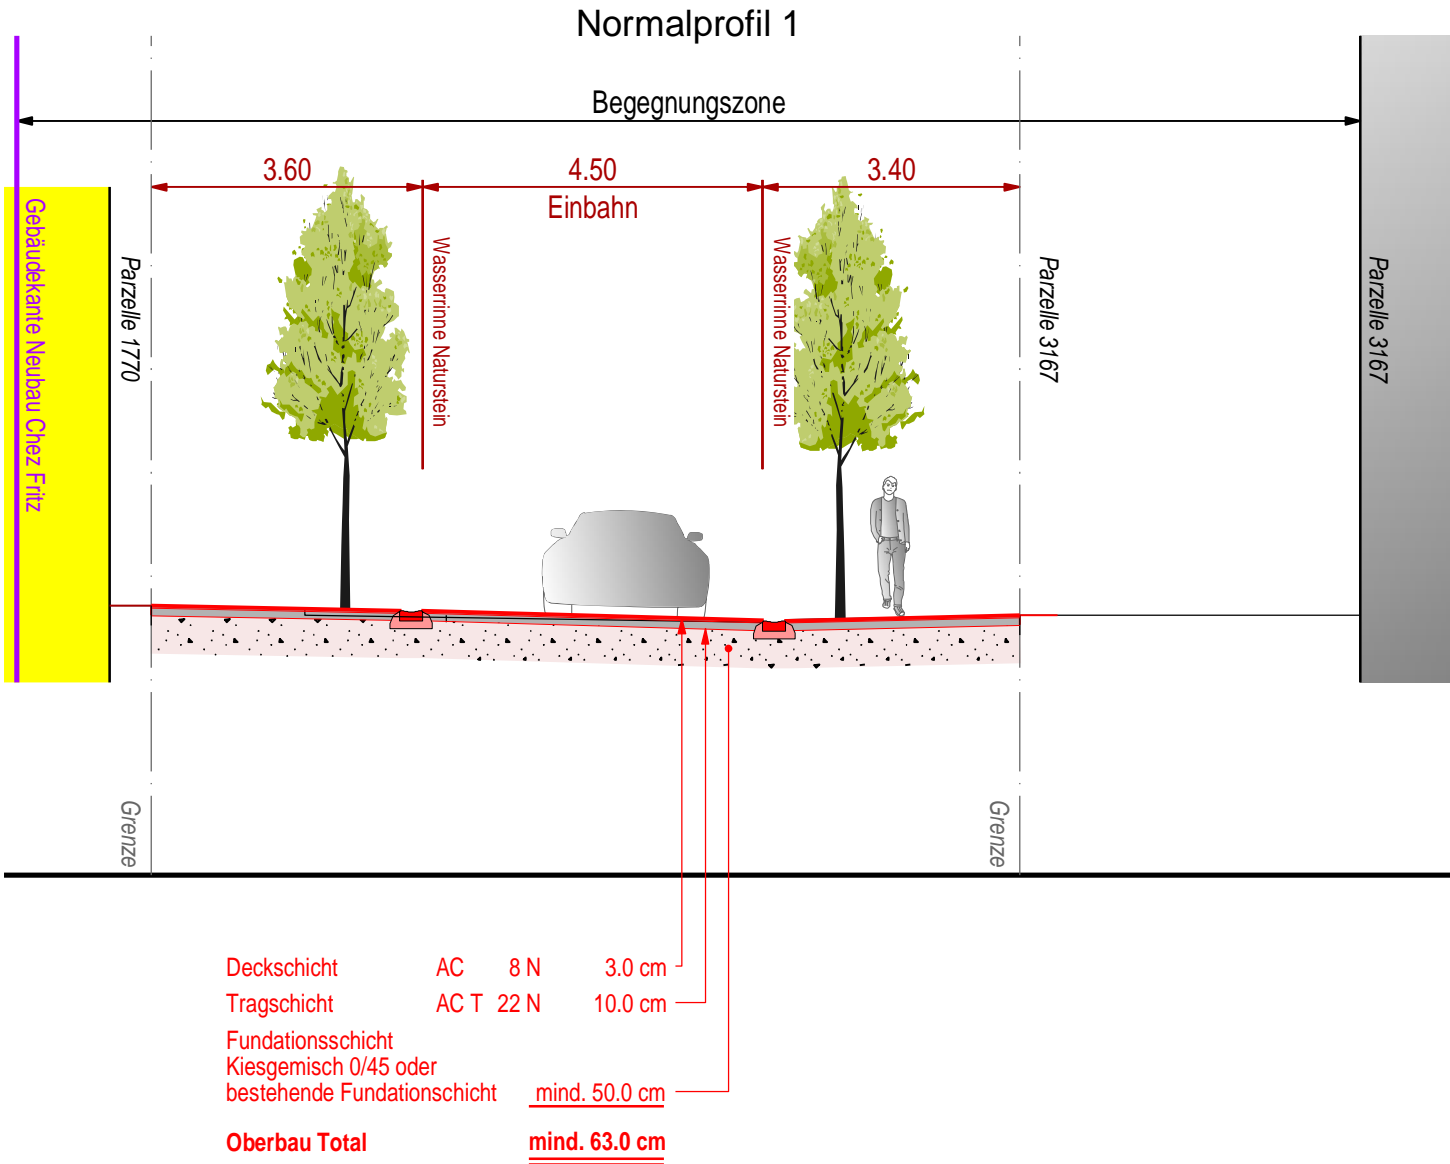 Normalprofil 1
Begegnungszone
3.60
4.50
3.40
Einbahn
Gebäudekante Neubau Chez Fritz
Parzelle 1770
Wasserrinne Naturstein
Wasserrinne Naturstein
Parzelle 3167
Parzelle 3167
Grenze
Grenze
Deckschicht AC 8 N 3.0 cm
Tragschicht AC T 22 N 10.0 cm
Fundationsschicht
Kiesgemisch 0/45 oder
bestehende Fundationschicht mind. 50.0 cm
Oberbau Total mind. 63.0 cm